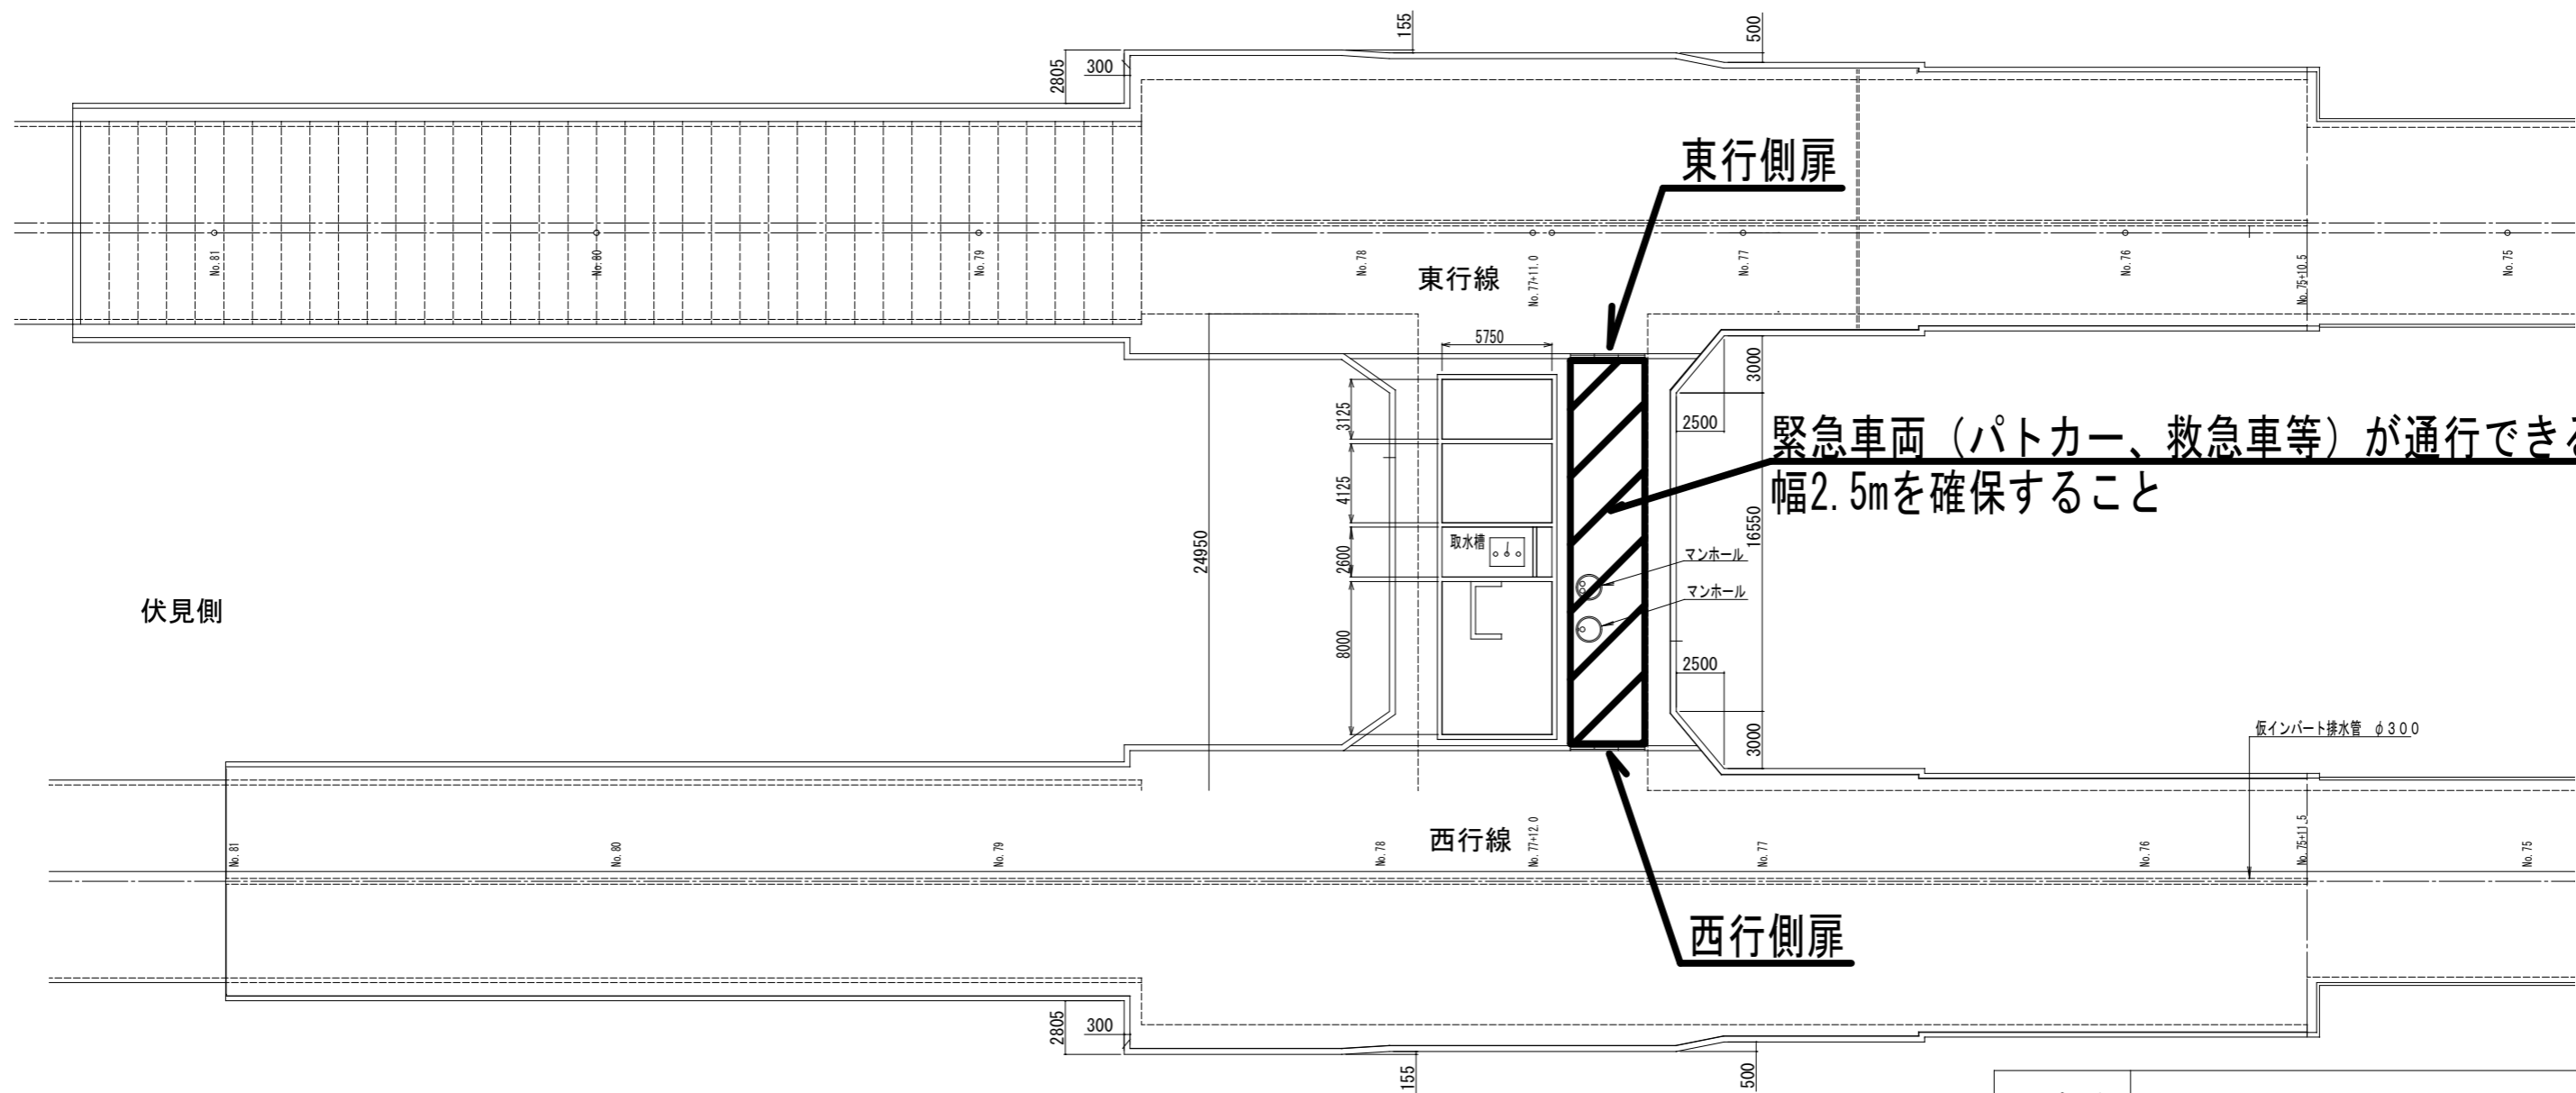 155
500
2805
300
東行側扉
No.81
No.80
No.79
No.78
東行線
No.77+11.0
No.77
No.76
No.75+10.5
No.75
5750
3125
4125
2600
8000
24950
取水槽
3000
2500
16550
2500
3000
緊急車両（パトカー、救急車等）が通行でき
幅2.5mを確保すること
マンホール
マンホール
伏見側
仮インバート排水管 φ300
No.81
No.80
No.79
No.78
西行線
No.77+12.0
No.77
No.76
No.75+11.5
No.75
西行側扉
2805
300
155
500